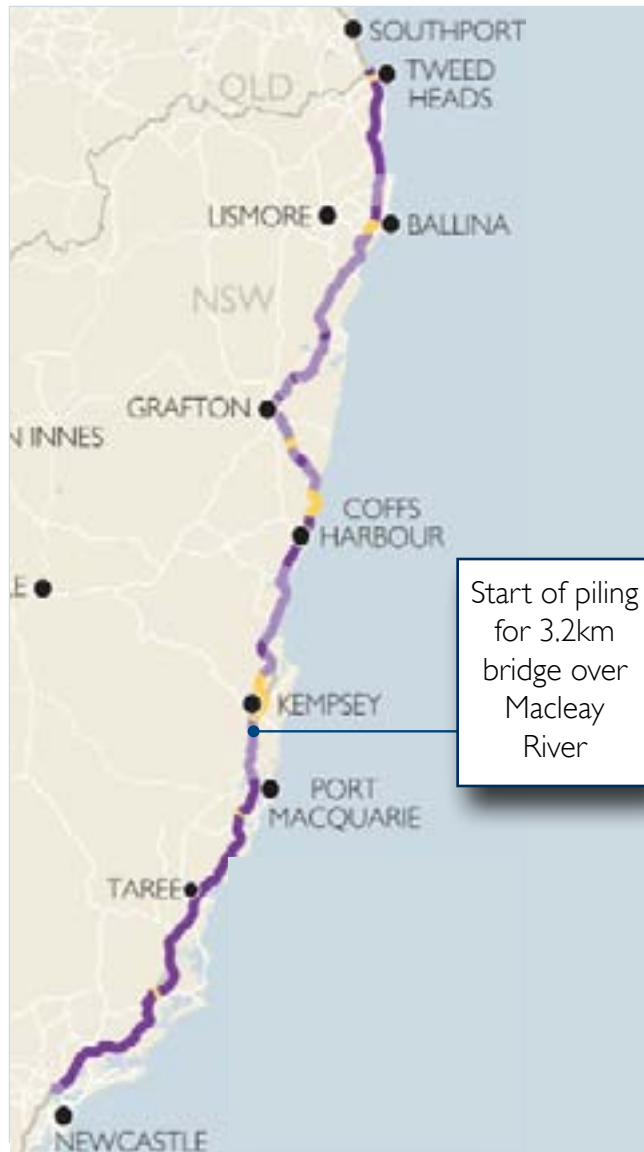 SOUTHPORT
TWEED
HEADS
QLD
LISMORE
BALLINA
NSW
GRAFTON
N INNES
COFFS
HARBOUR
LE
Start of piling
for 3.2km
bridge over
Macleay
River
KEMPSEY
PORT
MACQUARIE
TAREE
NEWCASTLE